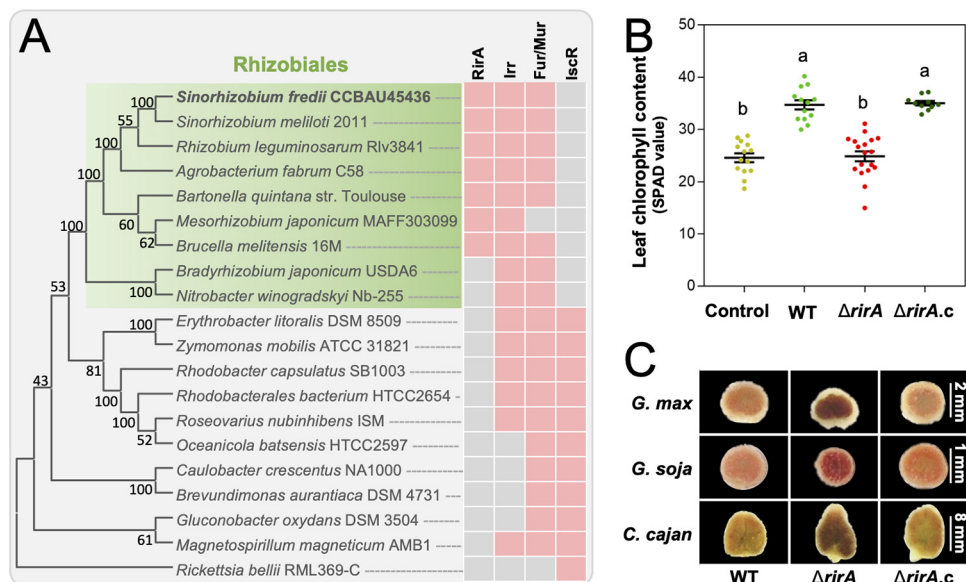 A
Rhizobiales
RirA
Irr
Fur/Mur
IscR
Sinorhizobium fredii CCBAU45436
Sinorhizobium meliloti 2011
Rhizobium leguminosarum Rlv3841
Agrobacterium fabrum C58
Bartonella quintana str. Toulouse
Mesorhizobium japonicum MAFF303099
Brucella melitensis 16M
Bradyrhizobium japonicum USDA6
Nitrobacter winogradskyi Nb-255
Erythrobacter litoralis DSM 8509
Zymomonas mobilis ATCC 31821
Rhodobacter capsulatus SB1003
Rhodobacterales bacterium HTCC2654
Roseovarius nubinhibens ISM
Oceanicola batsensis HTCC2597
Caulobacter crescentus NA1000
Brevundimonas aurantiaca DSM 4731
Gluconobacter oxydans DSM 3504
Magnetospirillum magneticum AMB1
Rickettsia bellii RML369-C
100
55
100
100
60
62
100
100
53
100
81
100
100
52
43
100
61
B
Leaf chlorophyll content
(SPAD value)
50
40
30
20
10
0
b
a
b
a
Control
WT
ΔrirA
ΔrirA.c
C
G. max
2 mm
G. soja
1 mm
C. cajan
8 mm
WT
ΔrirA
ΔrirA.c